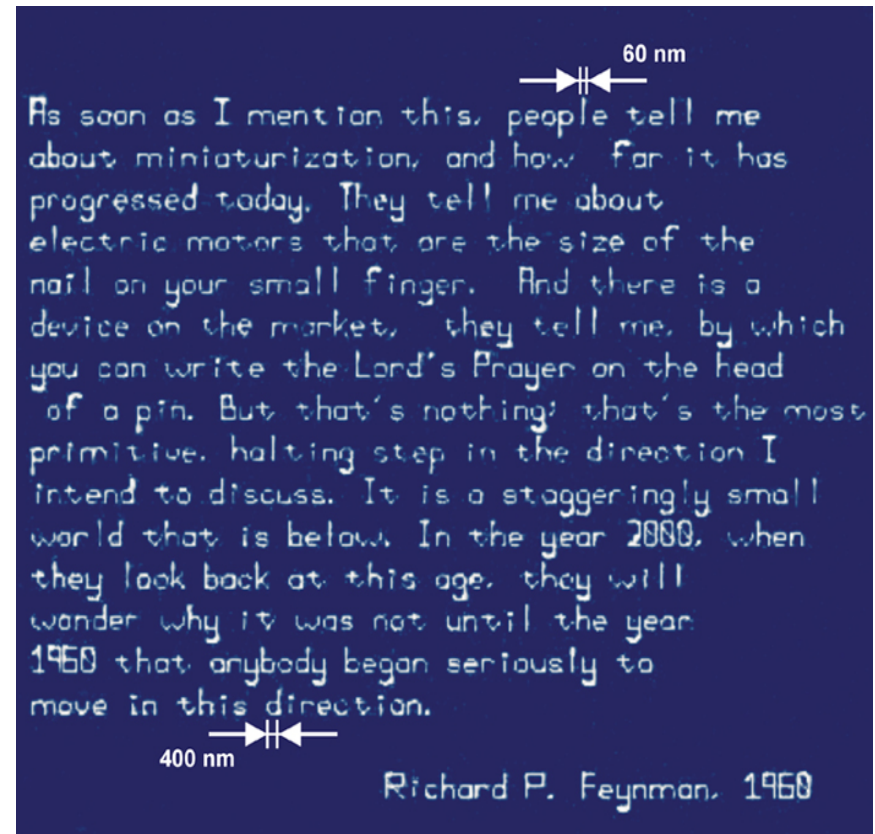 60 nm
As soon as I mention this, people tell me
about miniaturization, and how far it has
progressed today. They tell me about
electric motors that are the size of the
nail on your small finger. And there is a
device on the market, they tell me, by which
you can write the Lord's Prayer on the head
of a pin. But that's nothing; that's the most
primitive, halting step in the direction I
intend to discuss. It is a staggeringly small
world that is below. In the year 2000, when
they look back at this age, they will
wonder why it was not until the year
1960 that anybody began seriously to
move in this direction.
400 nm
Richard P. Feynman, 1960